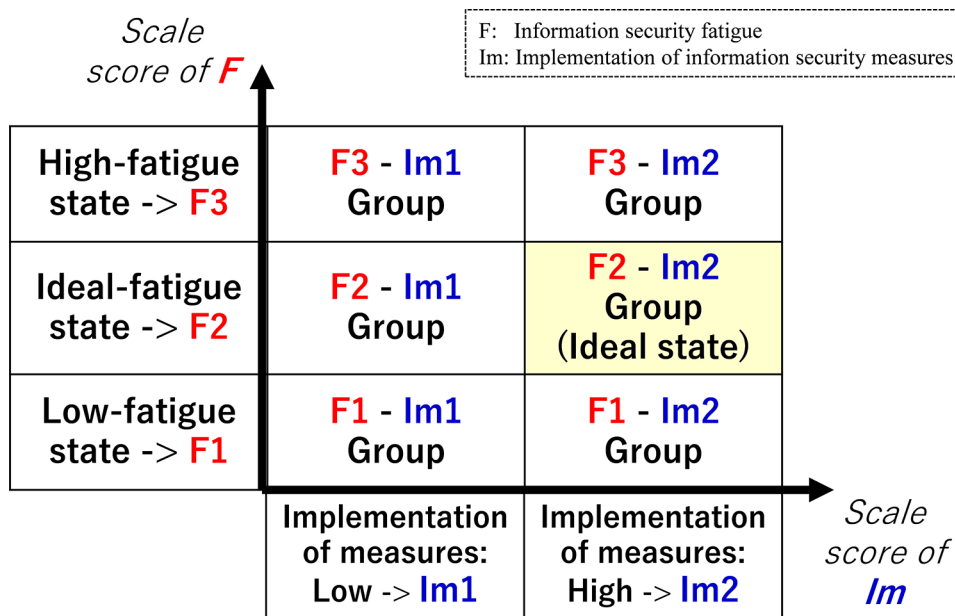 Scale
score of F
F: Information security fatigue
Im: Implementation of information security measures
High-fatigue
state -> F3
F3 - Im1
Group
F3 - Im2
Group
Ideal-fatigue
state -> F2
F2 - Im1
Group
F2 - Im2
Group
(Ideal state)
Low-fatigue
state -> F1
F1 - Im1
Group
F1 - Im2
Group
Implementation
of measures:
Low -> Im1
Implementation
of measures:
High -> Im2
Scale
score of
Im